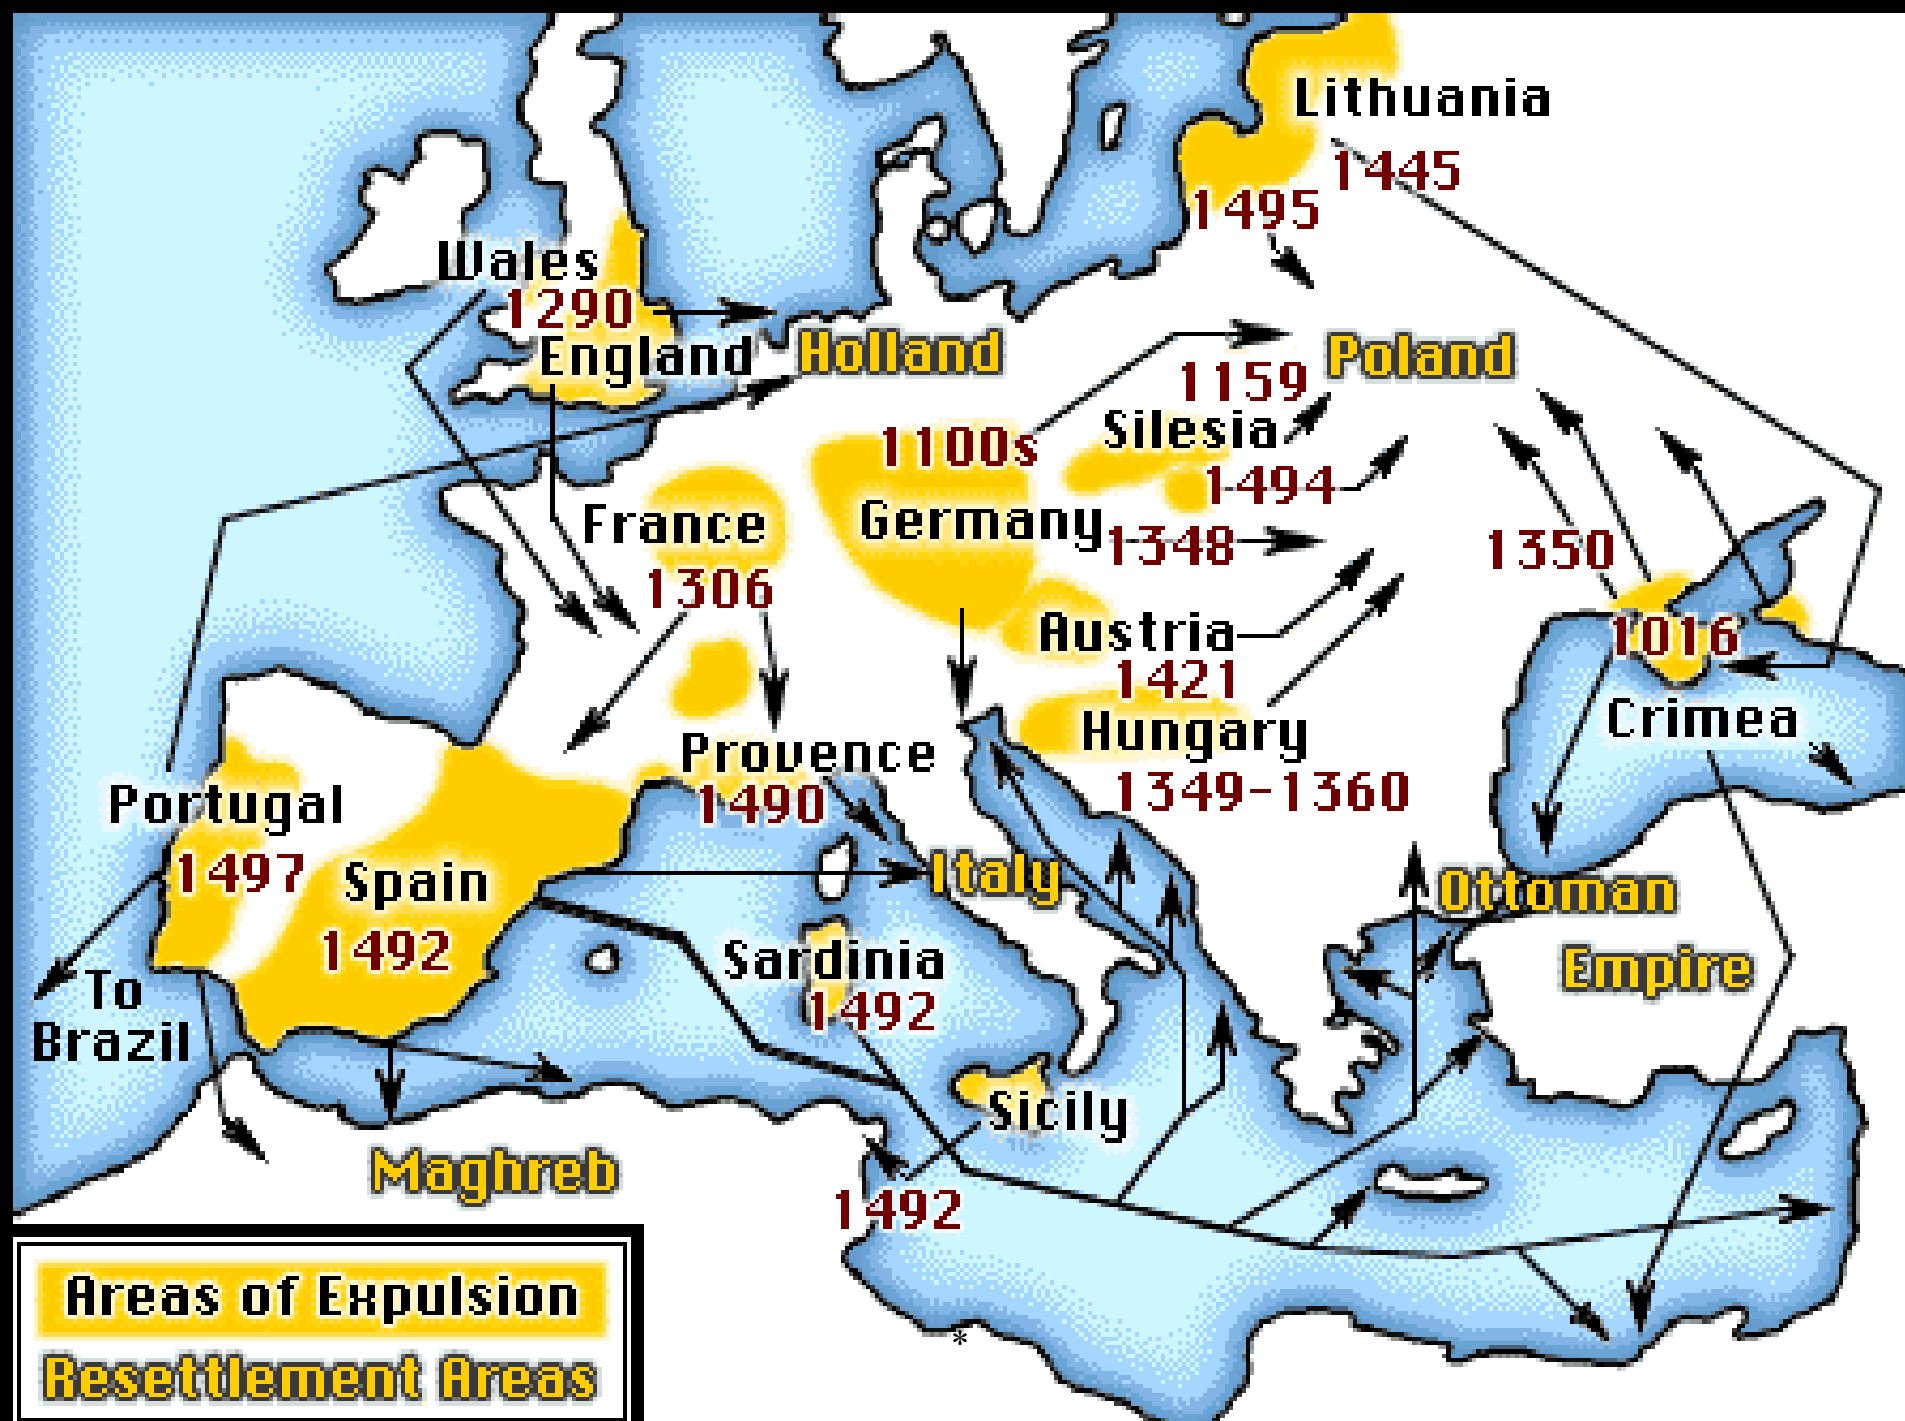 Lithuania
1445
1495
Wales
1290
England
Holland
Poland
1159
Silesia
1100s
1494
France
Germany
1348
1350
1306
Austria
1421
1016
Hungary
Crimea
1349-1360
Provence
1490
Portugal
1497
Spain
1492
Italy
Ottoman
Empire
Sardinia
1492
To
Brazil
Sicily
Maghreb
1492
*
Areas of Expulsion
Resettlement Areas